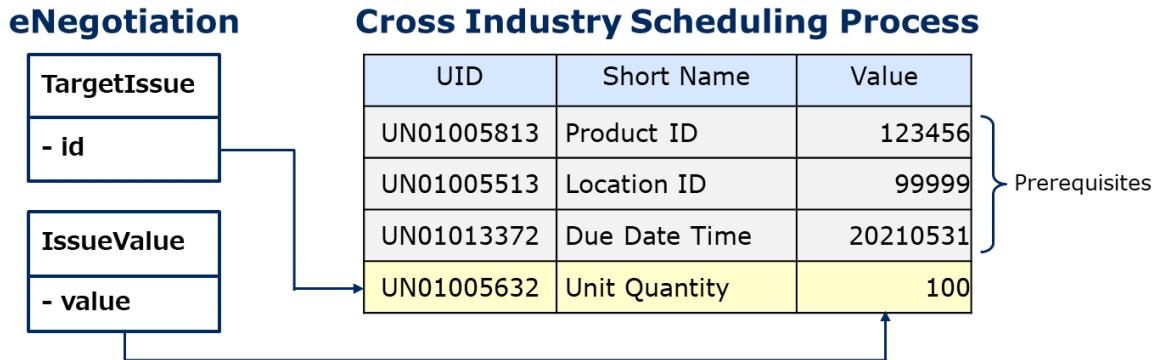 eNegotiation
Cross Industry Scheduling Process
TargetIssue
- id
IssueValue
- value
UID Short Name Value
UN01005813 Product ID 123456
UN01005513 Location ID 99999
UN01013372 Due Date Time 20210531
UN01005632 Unit Quantity 100
Prerequisites